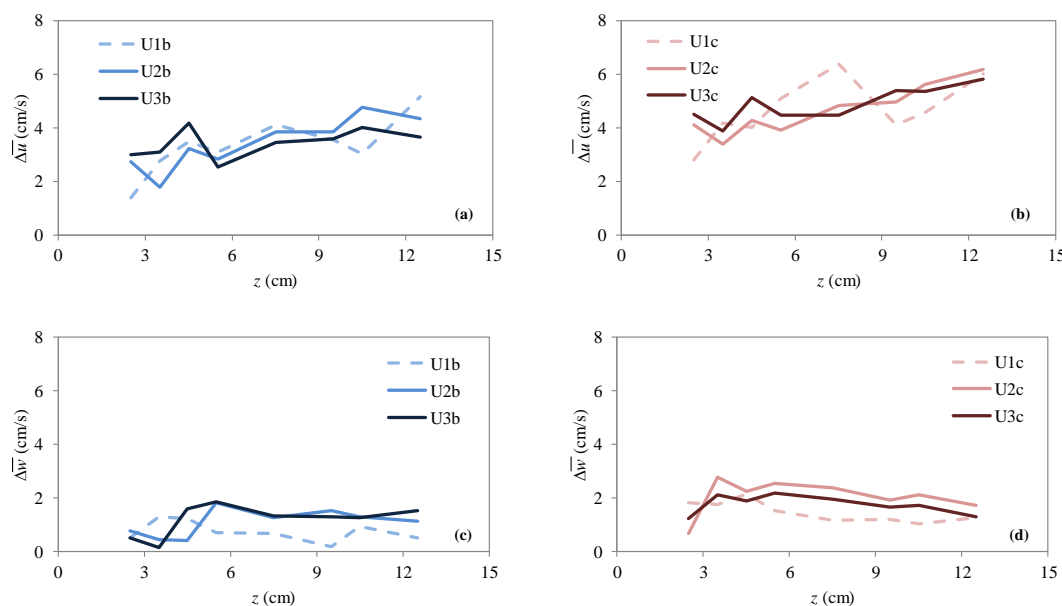 8
6
4
2
0
Δu̅ (cm/s)
U1b
U2b
U3b
(a)
0 3 6 9 12 15
z (cm)
8
6
4
2
0
Δu̅ (cm/s)
U1c
U2c
U3c
(b)
0 3 6 9 12 15
z (cm)
8
6
4
2
0
Δw̅ (cm/s)
U1b
U2b
U3b
(c)
0 3 6 9 12 15
z (cm)
8
6
4
2
0
Δw̅ (cm/s)
U1c
U2c
U3c
(d)
0 3 6 9 12 15
z (cm)